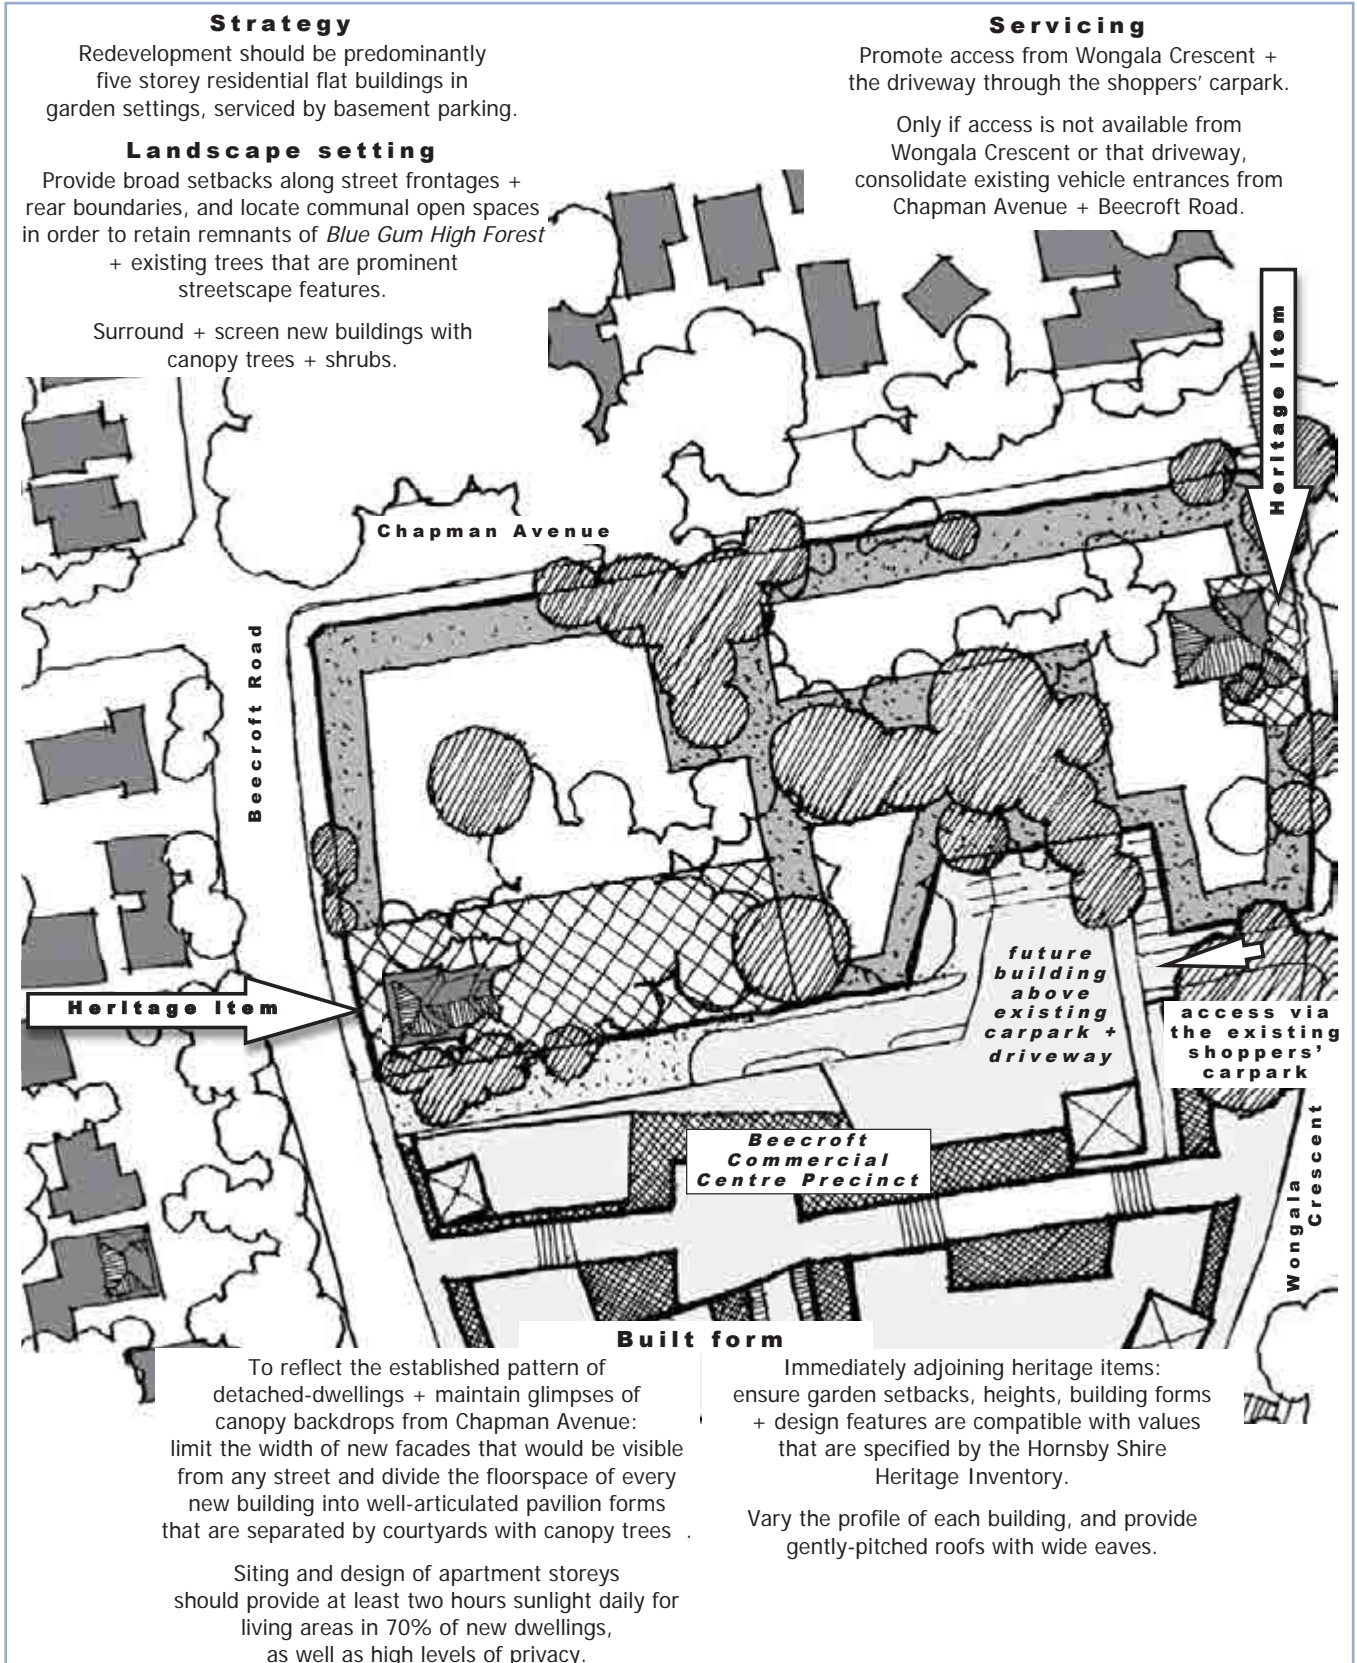 Strategy
Redevelopment should be predominantly
five storey residential flat buildings in
garden settings, serviced by basement parking.
Landscape setting
Provide broad setbacks along street frontages +
rear boundaries, and locate communal open spaces
in order to retain remnants of Blue Gum High Forest
+ existing trees that are prominent
streetscape features.
Surround + screen new buildings with
canopy trees + shrubs.
Servicing
Promote access from Wongala Crescent +
the driveway through the shoppers' carpark.
Only if access is not available from
Wongala Crescent or that driveway,
consolidate existing vehicle entrances from
Chapman Avenue + Beecroft Road.
Heritage Item
Chapman Avenue
Beecroft Road
Heritage Item
future
building
above
existing
carpark +
driveway
access via
the existing
shoppers'
carpark
Beecroft
Commercial
Centre Precinct
Wongala
Crescent
Built form
To reflect the established pattern of
detached-dwellings + maintain glimpses of
canopy backdrops from Chapman Avenue:
limit the width of new facades that would be visible
from any street and divide the floorspace of every
new building into well-articulated pavilion forms
that are separated by courtyards with canopy trees .
Siting and design of apartment storeys
should provide at least two hours sunlight daily for
living areas in 70% of new dwellings,
as well as high levels of privacy.
Immediately adjoining heritage items:
ensure garden setbacks, heights, building forms
+ design features are compatible with values
that are specified by the Hornsby Shire
Heritage Inventory.
Vary the profile of each building, and provide
gently-pitched roofs with wide eaves.